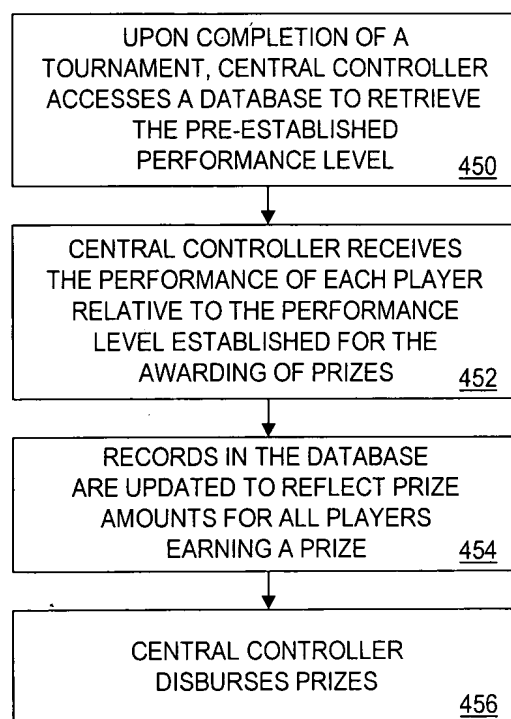 UPON COMPLETION OF A
TOURNAMENT, CENTRAL CONTROLLER
ACCESSES A DATABASE TO RETRIEVE
THE PRE-ESTABLISHED
PERFORMANCE LEVEL
450
CENTRAL CONTROLLER RECEIVES
THE PERFORMANCE OF EACH PLAYER
RELATIVE TO THE PERFORMANCE
LEVEL ESTABLISHED FOR THE
AWARDING OF PRIZES
452
RECORDS IN THE DATABASE
ARE UPDATED TO REFLECT PRIZE
AMOUNTS FOR ALL PLAYERS
EARNING A PRIZE
454
CENTRAL CONTROLLER
DISBURSES PRIZES
456